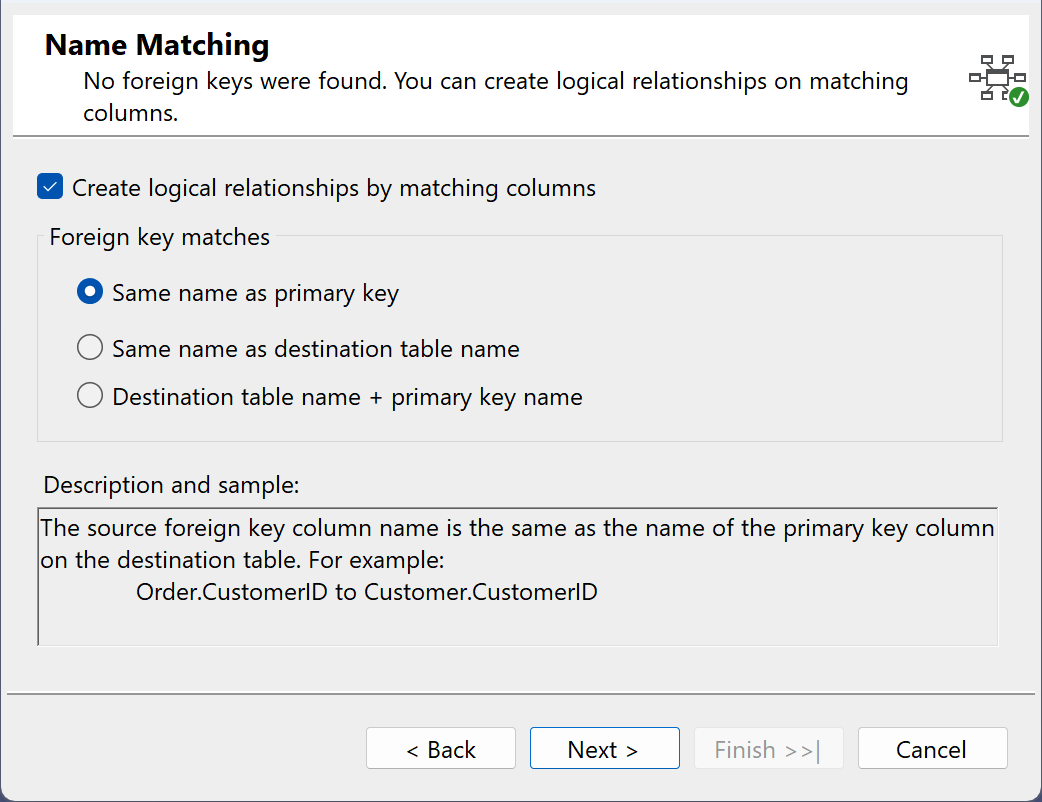 Name Matching
No foreign keys were found. You can create logical relationships on matching
columns.
Create logical relationships by matching columns
Foreign key matches
Same name as primary key
Same name as destination table name
Destination table name + primary key name
Description and sample:
The source foreign key column name is the same as the name of the primary key column
on the destination table. For example:
Order.CustomerID to Customer.CustomerID
< Back
Next >
Finish >>|
Cancel